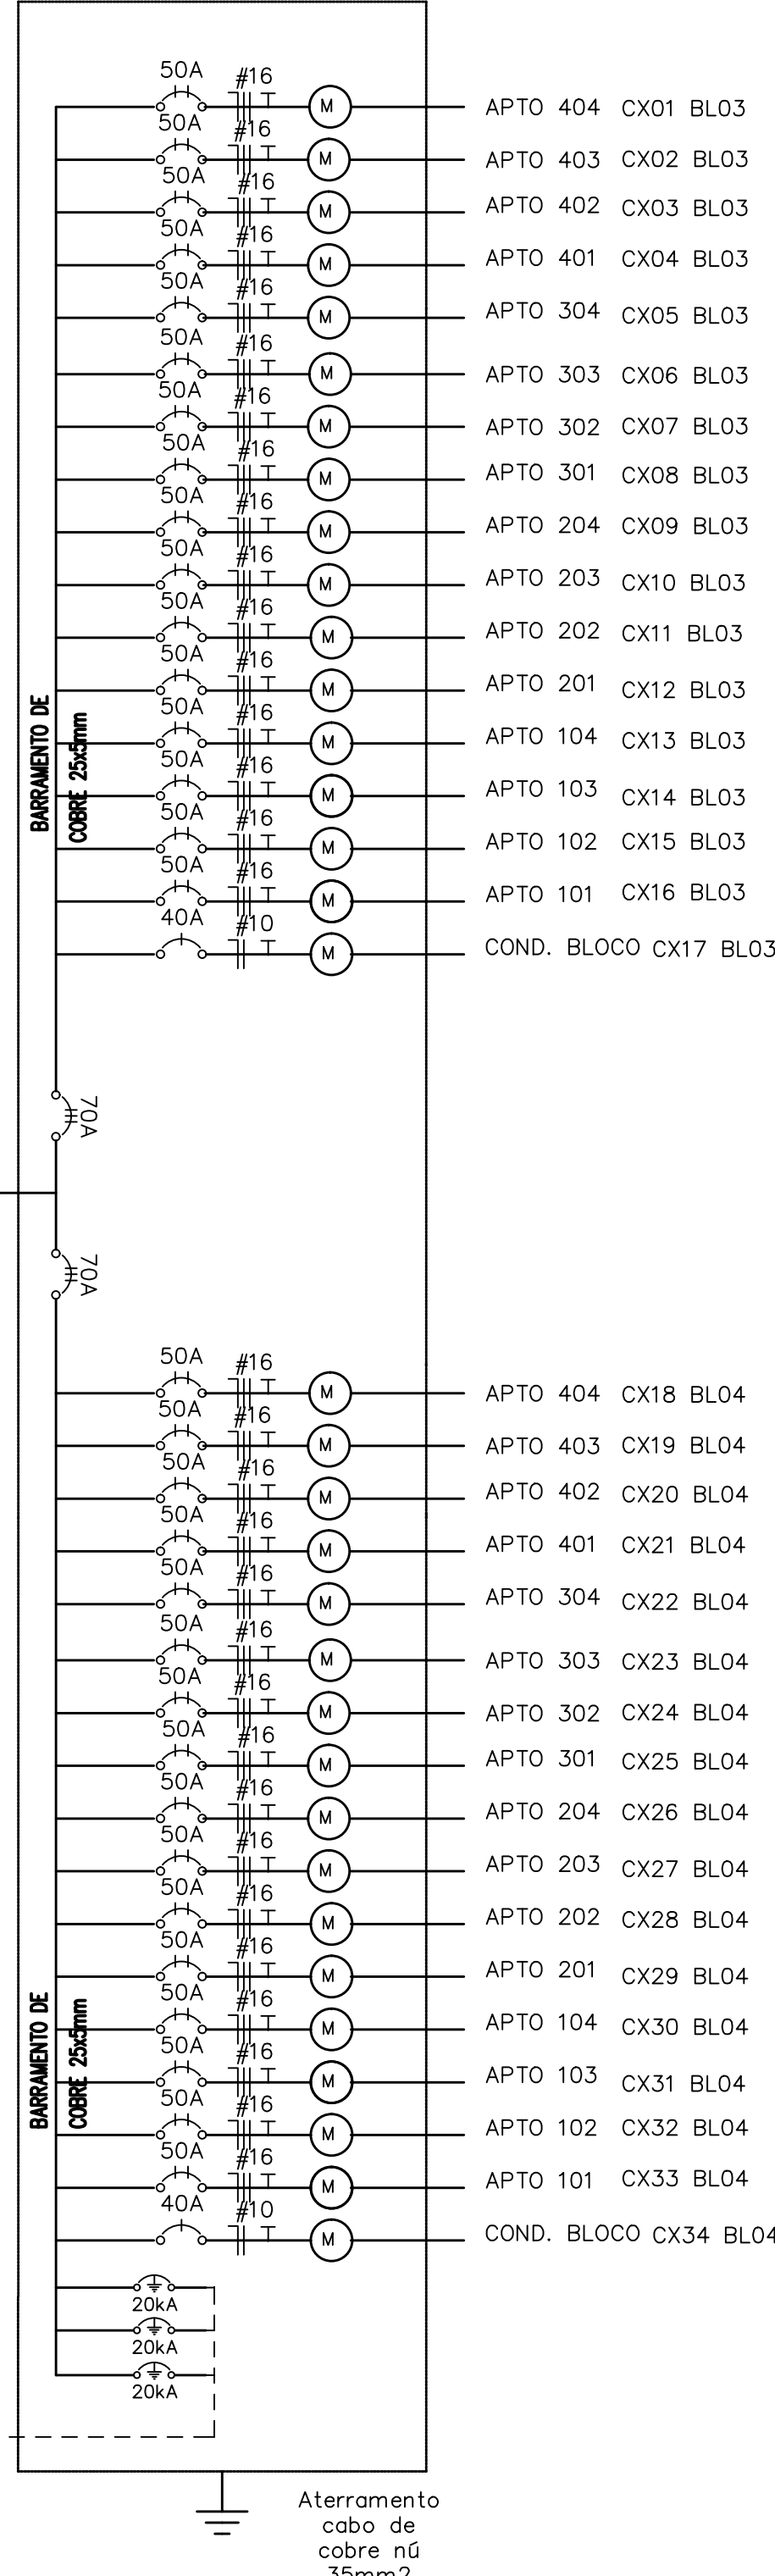 50A #16 M APTO 404 CX01 BL03
50A #16 M APTO 403 CX02 BL03
50A #16 M APTO 402 CX03 BL03
50A #16 M APTO 401 CX04 BL03
50A #16 M APTO 304 CX05 BL03
50A #16 M APTO 303 CX06 BL03
50A #16 M APTO 302 CX07 BL03
50A #16 M APTO 301 CX08 BL03
50A #16 M APTO 204 CX09 BL03
50A #16 M APTO 203 CX10 BL03
50A #16 M APTO 202 CX11 BL03
50A #16 M APTO 201 CX12 BL03
50A #16 M APTO 104 CX13 BL03
50A #16 M APTO 103 CX14 BL03
50A #16 M APTO 102 CX15 BL03
50A #16 M APTO 101 CX16 BL03
40A #10 M COND. BLOCO CX17 BL03
BARRAMENTO DE
COBRE 25x5mm
70A
70A
50A #16 M APTO 404 CX18 BL04
50A #16 M APTO 403 CX19 BL04
50A #16 M APTO 402 CX20 BL04
50A #16 M APTO 401 CX21 BL04
50A #16 M APTO 304 CX22 BL04
50A #16 M APTO 303 CX23 BL04
50A #16 M APTO 302 CX24 BL04
50A #16 M APTO 301 CX25 BL04
50A #16 M APTO 204 CX26 BL04
50A #16 M APTO 203 CX27 BL04
50A #16 M APTO 202 CX28 BL04
50A #16 M APTO 201 CX29 BL04
50A #16 M APTO 104 CX30 BL04
50A #16 M APTO 103 CX31 BL04
50A #16 M APTO 102 CX32 BL04
50A #16 M APTO 101 CX33 BL04
40A #10 M COND. BLOCO CX34 BL04
BARRAMENTO DE
COBRE 25x5mm
20kA
20kA
20kA
Aterramento
cabo de
cobre nú
35mm2